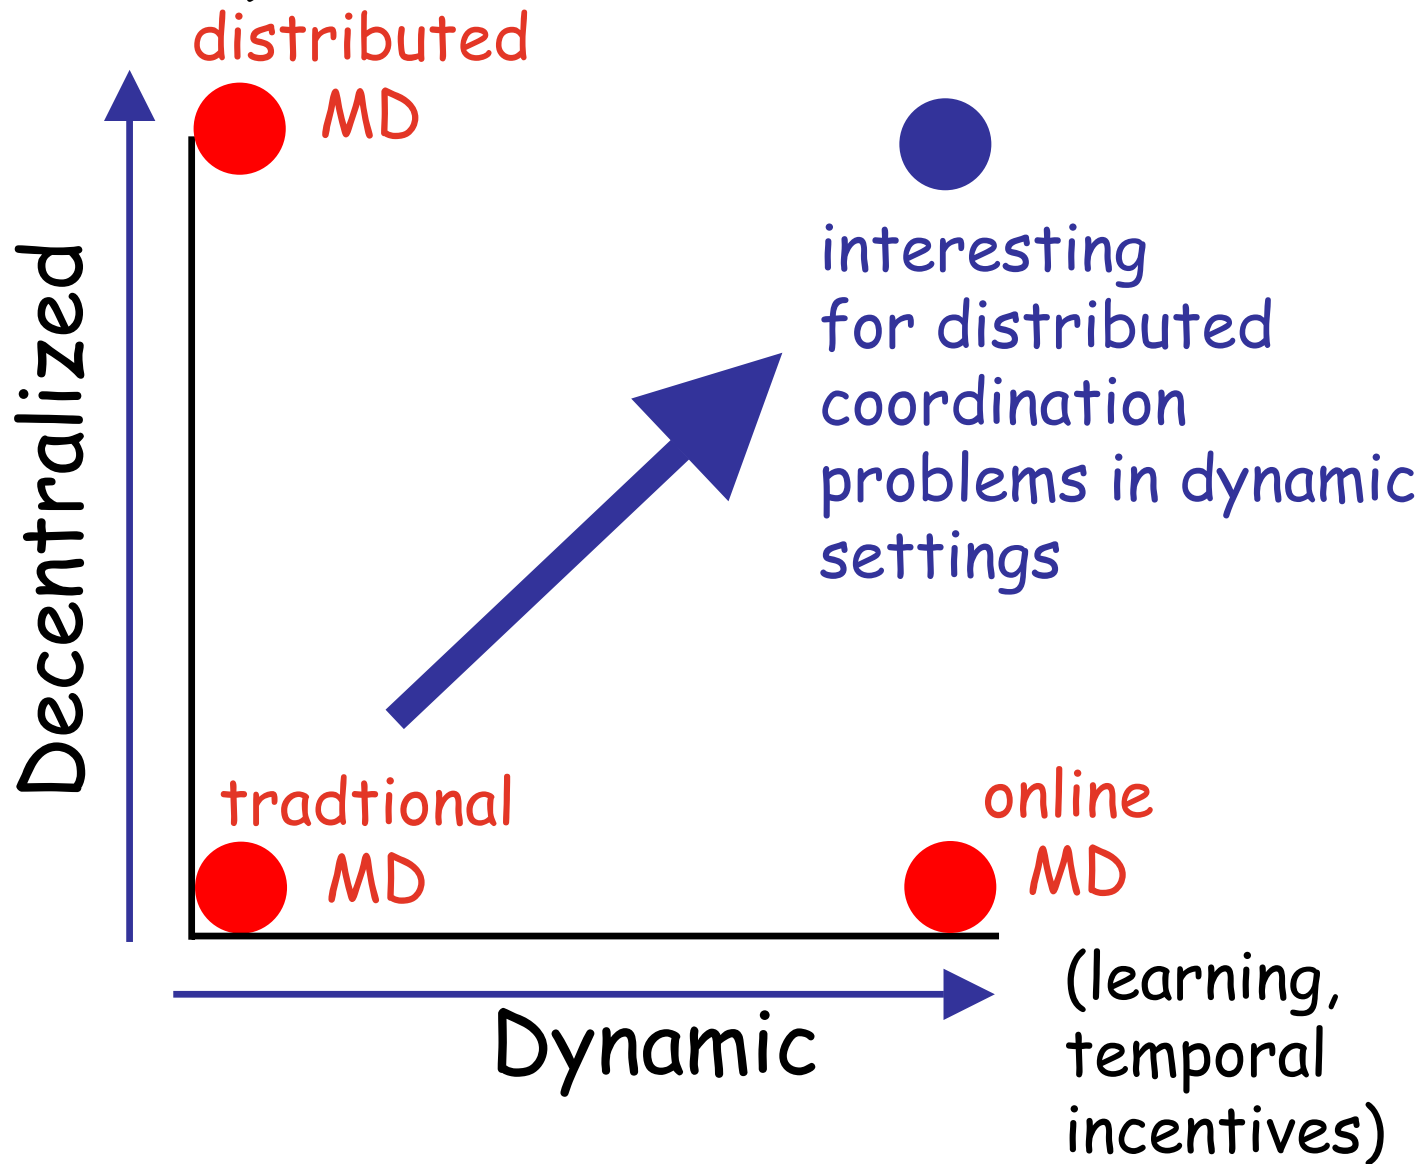 distributed
MD
interesting
for distributed
coordination
problems in dynamic
settings
Decentralized
tradtional
MD
online
MD
(learning,
temporal
incentives)
Dynamic